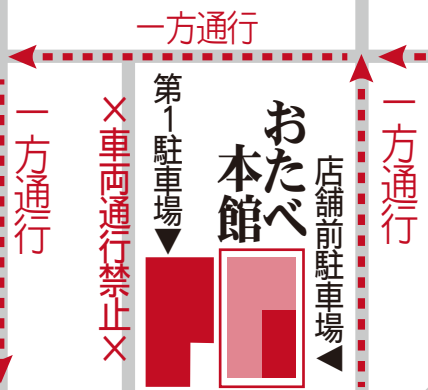 一方通行
一方通行
×車両通行禁止×
第1駐車場▼
おたべ
本館
店舗前駐車場▼
一方通行